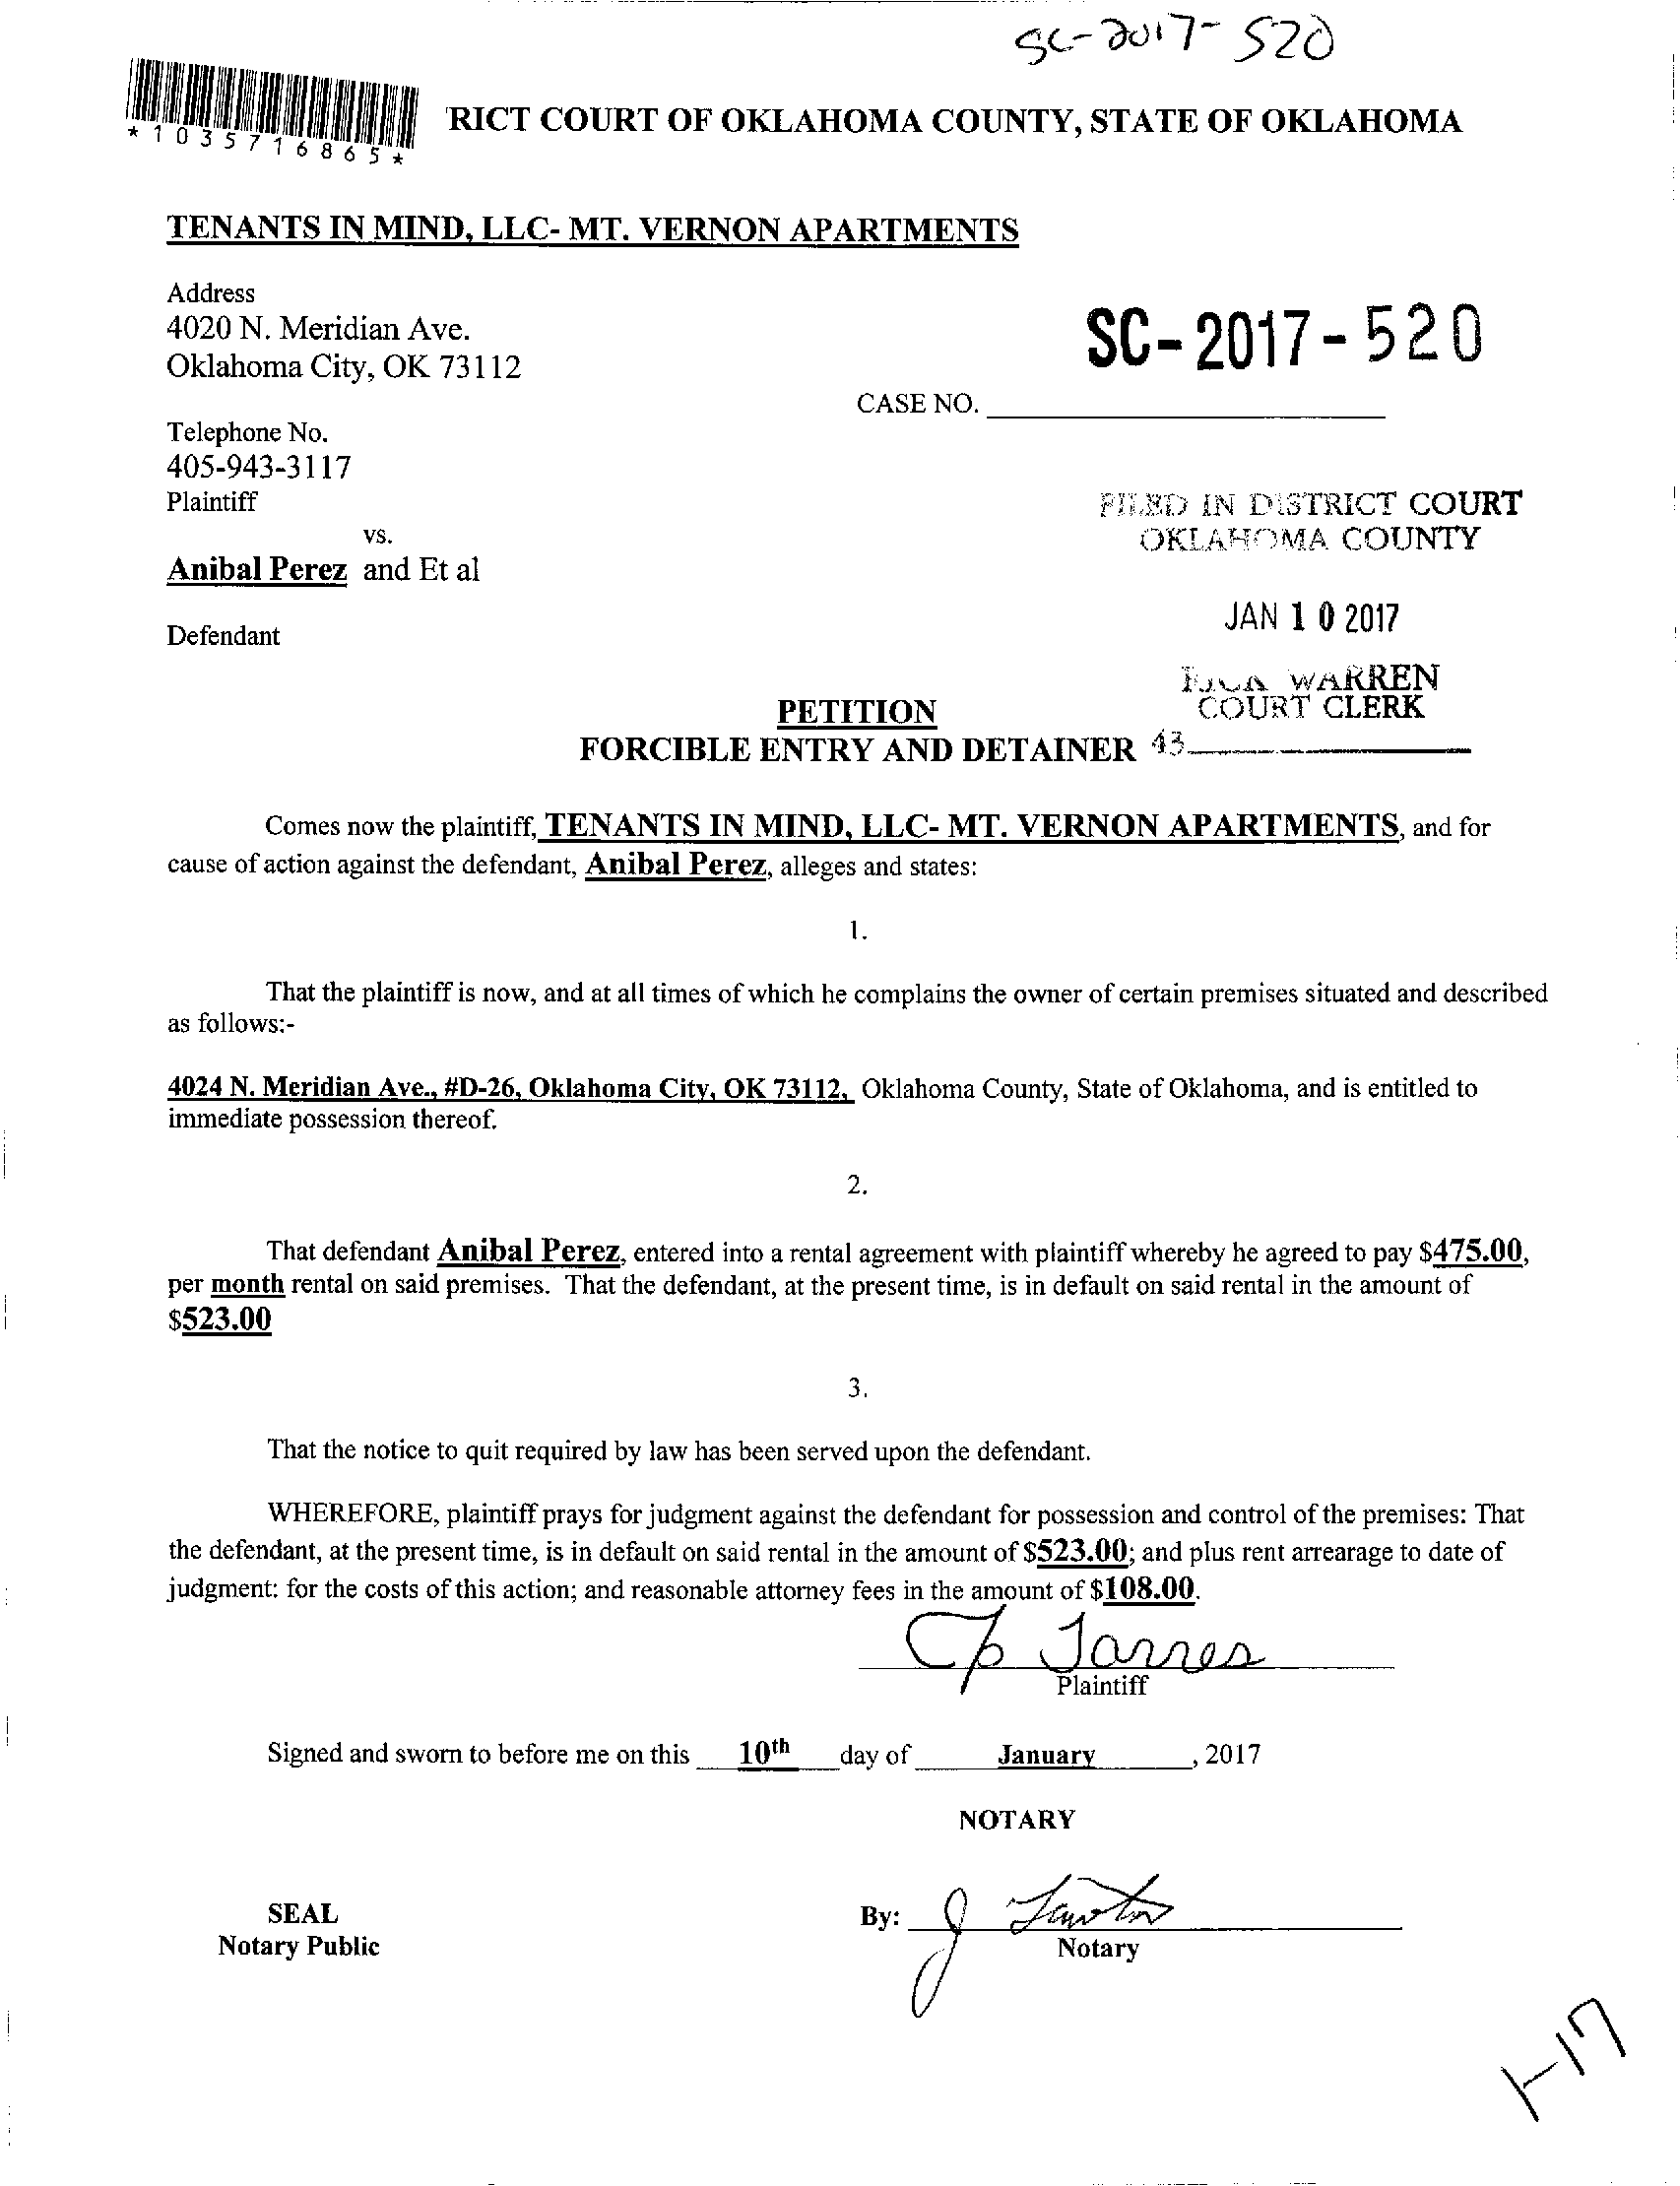 SC-2017-520
*1035716865*
RICT COURT OF OKLAHOMA COUNTY, STATE OF OKLAHOMA
TENANTS IN MIND, LLC- MT. VERNON APARTMENTS
Address
4020 N. Meridian Ave.
Oklahoma City, OK 73112
SC-2017-520
CASE NO.
Telephone No.
405-943-3117
Plaintiff
FILED IN DISTRICT COURT
OKLAHOMA COUNTY
vs.
Anibal Perez and Et al
JAN 10 2017
Defendant
RICK WARREN
COURT CLERK
PETITION
FORCIBLE ENTRY AND DETAINER
43
Comes now the plaintiff, TENANTS IN MIND, LLC- MT. VERNON APARTMENTS, and for
cause of action against the defendant, Anibal Perez, alleges and states:
1.
That the plaintiff is now, and at all times of which he complains the owner of certain premises situated and described
as follows:-
4024 N. Meridian Ave., #D-26, Oklahoma City, OK 73112, Oklahoma County, State of Oklahoma, and is entitled to
immediate possession thereof.
2.
That defendant Anibal Perez, entered into a rental agreement with plaintiff whereby he agreed to pay $475.00,
per month rental on said premises. That the defendant, at the present time, is in default on said rental in the amount of
$523.00
3.
That the notice to quit required by law has been served upon the defendant.
WHEREFORE, plaintiff prays for judgment against the defendant for possession and control of the premises: That
the defendant, at the present time, is in default on said rental in the amount of $523.00; and plus rent arrearage to date of
judgment: for the costs of this action; and reasonable attorney fees in the amount of $108.00.
Plaintiff
Signed and sworn to before me on this 10th day of January, 2017
NOTARY
SEAL
By:
Notary Public
Notary
1-17